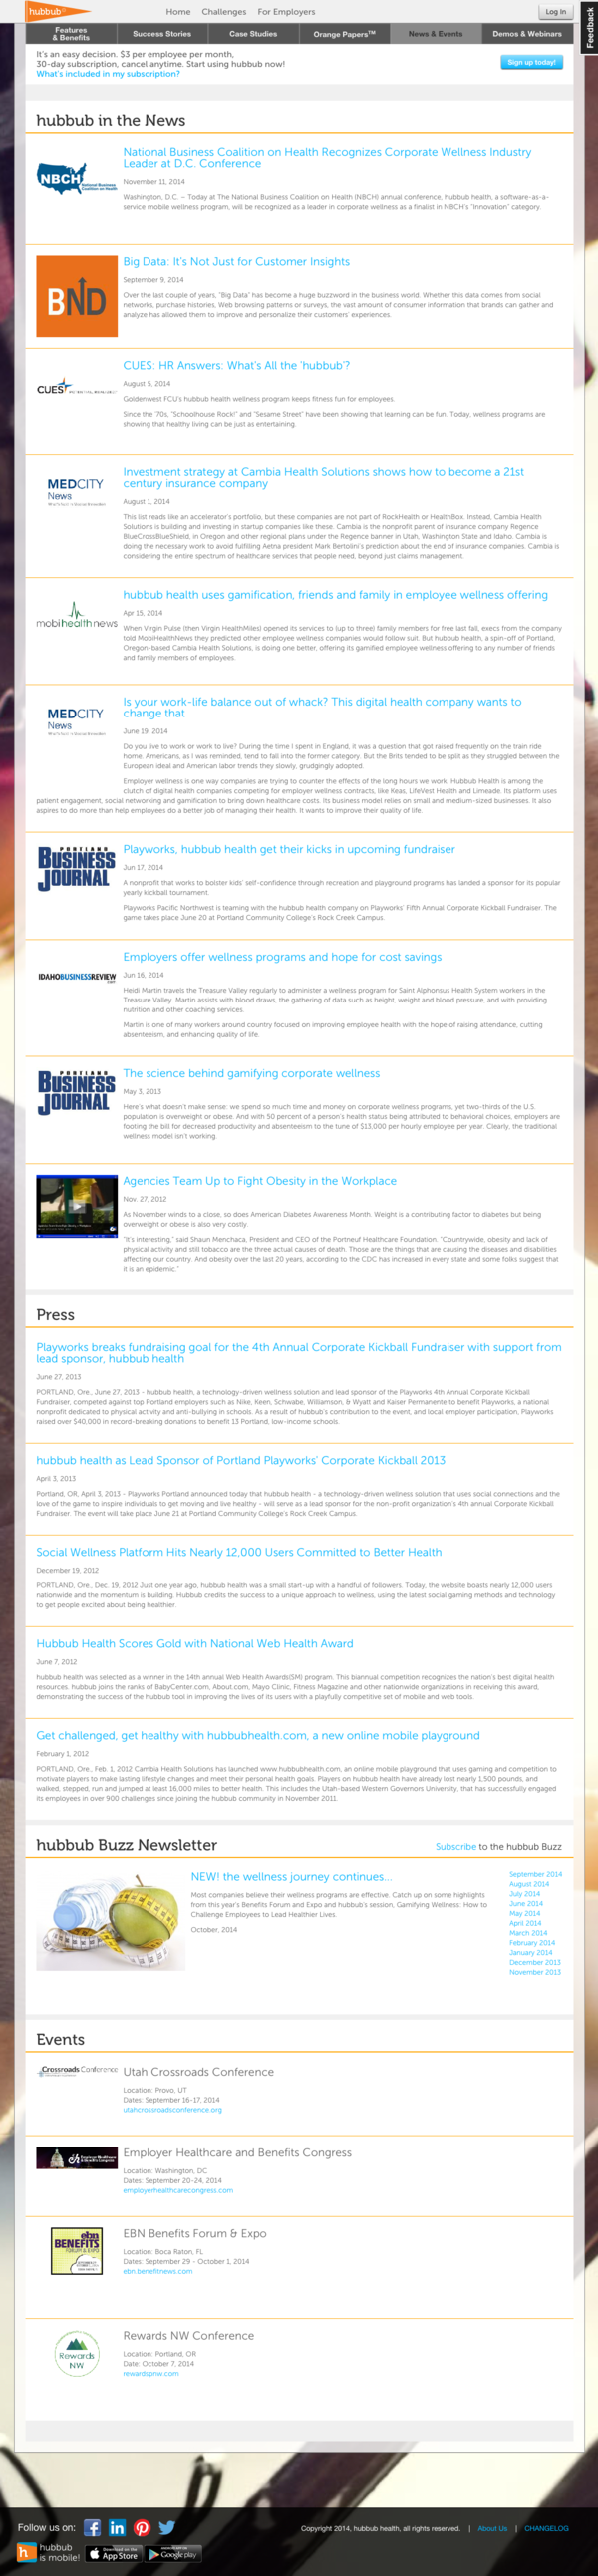 hubbub
Home Challenges For Employers
Log In
Feedback
Features
& Benefits
Success Stories
Case Studies
Orange Papers™
News & Events
Demos & Webinars
It's an easy decision. $3 per employee per month,
30-day subscription, cancel anytime. Start using hubbub now!
What's included in my subscription?
Sign up today!
hubbub in the News
NBCH
National Business Coalition on Health Recognizes Corporate Wellness Industry
Leader at D.C. Conference
November 11, 2014
Washington, D.C. – Today at The National Business Coalition on Health (NBCH) annual conference, hubbub health, a software-as-a-
service mobile wellness program, will be recognized as a leader in corporate wellness as a finalist in NBCH's "Innovation" category.
BND
Big Data: It's Not Just for Customer Insights
September 9, 2014
Over the last couple of years, "Big Data" has become a huge buzzword in the business world. Whether this data comes from social
networks, purchase histories, Web browsing patterns or surveys, the vast amount of consumer information that brands can gather and
analyze has allowed them to improve and personalize their customers' experiences.
CUES
CUES: HR Answers: What's All the 'hubbub'?
August 5, 2014
Goldenwest FCU's hubbub health wellness program keeps fitness fun for employees.
Since the '70s, "Schoolhouse Rock!" and "Sesame Street" have been showing that learning can be fun. Today, wellness programs are
showing that healthy living can be just as entertaining.
MEDCITY
News
Investment strategy at Cambia Health Solutions shows how to become a 21st
century insurance company
August 1, 2014
This list reads like an accelerator's portfolio, but these companies are not part of RockHealth or HealthBox. Instead, Cambia Health
Solutions is building and investing in startup companies like these. Cambia is the nonprofit parent of insurance company Regence
BlueCrossBlueShield, in Oregon and other regional plans under the Regence banner in Utah, Washington State and Idaho. Cambia is
doing the necessary work to avoid fulfilling Aetna president Mark Bertolini's prediction about the end of insurance companies. Cambia is
considering the entire spectrum of healthcare services that people need, beyond just claims management.
mobihealthnews
hubbub health uses gamification, friends and family in employee wellness offering
Apr 15, 2014
When Virgin Pulse (then Virgin HealthMiles) opened its services to (up to three) family members for free last fall, execs from the company
told MobiHealthNews they predicted other employee wellness companies would follow suit. But hubbub health, a spin-off of Portland,
Oregon-based Cambia Health Solutions, is doing one better, offering its gamified employee wellness offering to any number of friends
and family members of employees.
MEDCITY
News
Is your work-life balance out of whack? This digital health company wants to
change that
June 19, 2014
Do you live to work or work to live? During the time I spent in England, it was a question that got raised frequently on the train ride
home. Americans, as I was reminded, tend to fall into the former category. But the Brits tended to be split as they struggled between the
European ideal and American labor trends they slowly, grudgingly adopted.
Employer wellness is one way companies are trying to counter the effects of the long hours we work. Hubbub Health is among the
clutch of digital health companies competing for employer wellness contracts, like Keas, LifeVest Health and Limeade. Its platform uses
patient engagement, social networking and gamification to bring down healthcare costs. Its business model relies on small and medium-sized businesses. It also
aspires to do more than help employees do a better job of managing their health. It wants to improve their quality of life.
PORTLAND
BUSINESS
JOURNAL
Playworks, hubbub health get their kicks in upcoming fundraiser
Jun 17, 2014
A nonprofit that works to bolster kids' self-confidence through recreation and playground programs has landed a sponsor for its popular
yearly kickball tournament.
Playworks Pacific Northwest is teaming with the hubbub health company on Playworks' Fifth Annual Corporate Kickball Fundraiser. The
game takes place June 20 at Portland Community College's Rock Creek Campus.
IDAHOBUSINESSREVIEW
Employers offer wellness programs and hope for cost savings
Jun 16, 2014
Heidi Martin travels the Treasure Valley regularly to administer a wellness program for Saint Alphonsus Health System workers in the
Treasure Valley. Martin assists with blood draws, the gathering of data such as height, weight and blood pressure, and with providing
nutrition and other coaching services.
Martin is one of many workers around country focused on improving employee health with the hope of raising attendance, cutting
absenteeism, and enhancing quality of life.
PORTLAND
BUSINESS
JOURNAL
The science behind gamifying corporate wellness
May 3, 2013
Here's what doesn't make sense: we spend so much time and money on corporate wellness programs, yet two-thirds of the U.S.
population is overweight or obese. And with 50 percent of a person's health status being attributed to behavioral choices, employers are
footing the bill for decreased productivity and absenteeism to the tune of $13,000 per hourly employee per year. Clearly, the traditional
wellness model isn't working.
Agencies Team Up to Fight Obesity in the Workplace
Nov. 27, 2012
As November winds to a close, so does American Diabetes Awareness Month. Weight is a contributing factor to diabetes but being
overweight or obese is also very costly.
"It's interesting," said Shaun Menchaca, President and CEO of the Portneuf Healthcare Foundation. "Countrywide, obesity and lack of
physical activity and still tobacco are the three actual causes of death. Those are the things that are causing the diseases and disabilities
affecting our country. And obesity over the last 20 years, according to the CDC has increased in every state and some folks suggest that
it is an epidemic."
Press
Playworks breaks fundraising goal for the 4th Annual Corporate Kickball Fundraiser with support from
lead sponsor, hubbub health
June 27, 2013
PORTLAND, Ore., June 27, 2013 - hubbub health, a technology-driven wellness solution and lead sponsor of the Playworks 4th Annual Corporate Kickball
Fundraiser, competed against top Portland employers such as Nike, Keen, Schwabe, Williamson, & Wyatt and Kaiser Permanente to benefit Playworks, a national
nonprofit dedicated to physical activity and anti-bullying in schools. As a result of hubbub's contribution to the event, and local employer participation, Playworks
raised over $40,000 in record-breaking donations to benefit 13 Portland, low-income schools.
hubbub health as Lead Sponsor of Portland Playworks' Corporate Kickball 2013
April 3, 2013
Portland, OR, April 3, 2013 - Playworks Portland announced today that hubbub health - a technology-driven wellness solution that uses social connections and the
love of the game to inspire individuals to get moving and live healthy - will serve as a lead sponsor for the non-profit organization's 4th annual Corporate Kickball
Fundraiser. The event will take place June 21 at Portland Community College's Rock Creek Campus.
Social Wellness Platform Hits Nearly 12,000 Users Committed to Better Health
December 19, 2012
PORTLAND, Ore., Dec. 19, 2012 Just one year ago, hubbub health was a small start-up with a handful of followers. Today, the website boasts nearly 12,000 users
nationwide and the momentum is building. Hubbub credits the success to a unique approach to wellness, using the latest social gaming methods and technology
to get people excited about being healthier.
Hubbub Health Scores Gold with National Web Health Award
June 7, 2012
hubbub health was selected as a winner in the 14th annual Web Health Awards(SM) program. This biannual competition recognizes the nation's best digital health
resources. hubbub joins the ranks of BabyCenter.com, About.com, Mayo Clinic, Fitness Magazine and other nationwide organizations in receiving this award,
demonstrating the success of the hubbub tool in improving the lives of its users with a playfully competitive set of mobile and web tools.
Get challenged, get healthy with hubbubhealth.com, a new online mobile playground
February 1, 2012
PORTLAND, Ore., Feb. 1, 2012 Cambia Health Solutions has launched www.hubbubhealth.com, an online mobile playground that uses gaming and competition to
motivate players to make lasting lifestyle changes and meet their personal health goals. Players on hubbub health have already lost nearly 1,500 pounds, and
walked, stepped, run and jumped at least 16,000 miles to better health. This includes the Utah-based Western Governors University, that has successfully engaged
its employees in over 900 challenges since joining the hubbub community in November 2011.
hubbub Buzz Newsletter
Subscribe to the hubbub Buzz
NEW! the wellness journey continues...
Most companies believe their wellness programs are effective. Catch up on some highlights
from this year's Benefits Forum and Expo and hubbub's session, Gamifying Wellness: How to
Challenge Employees to Lead Healthier Lives.
October, 2014
September 2014
August 2014
July 2014
June 2014
May 2014
April 2014
March 2014
February 2014
January 2014
December 2013
November 2013
Events
Crossroads Conference
Utah Crossroads Conference
Location: Provo, UT
Dates: September 16-17, 2014
utahcrossroadsconference.org
Employer Healthcare and Benefits Congress
Location: Washington, DC
Dates: September 20-24, 2014
employerhealthcarecongress.com
ebn
BENEFITS
FORUM & EXPO
EBN Benefits Forum & Expo
Location: Boca Raton, FL
Dates: September 29 - October 1, 2014
ebn.benefitnews.com
Rewards
NW
Rewards NW Conference
Location: Portland, OR
Date: October 7, 2014
rewardspnw.com
Follow us on:
Copyright 2014, hubbub health, all rights reserved. | About Us | CHANGELOG
hubbub
is mobile!
Download on the
App Store
Google play